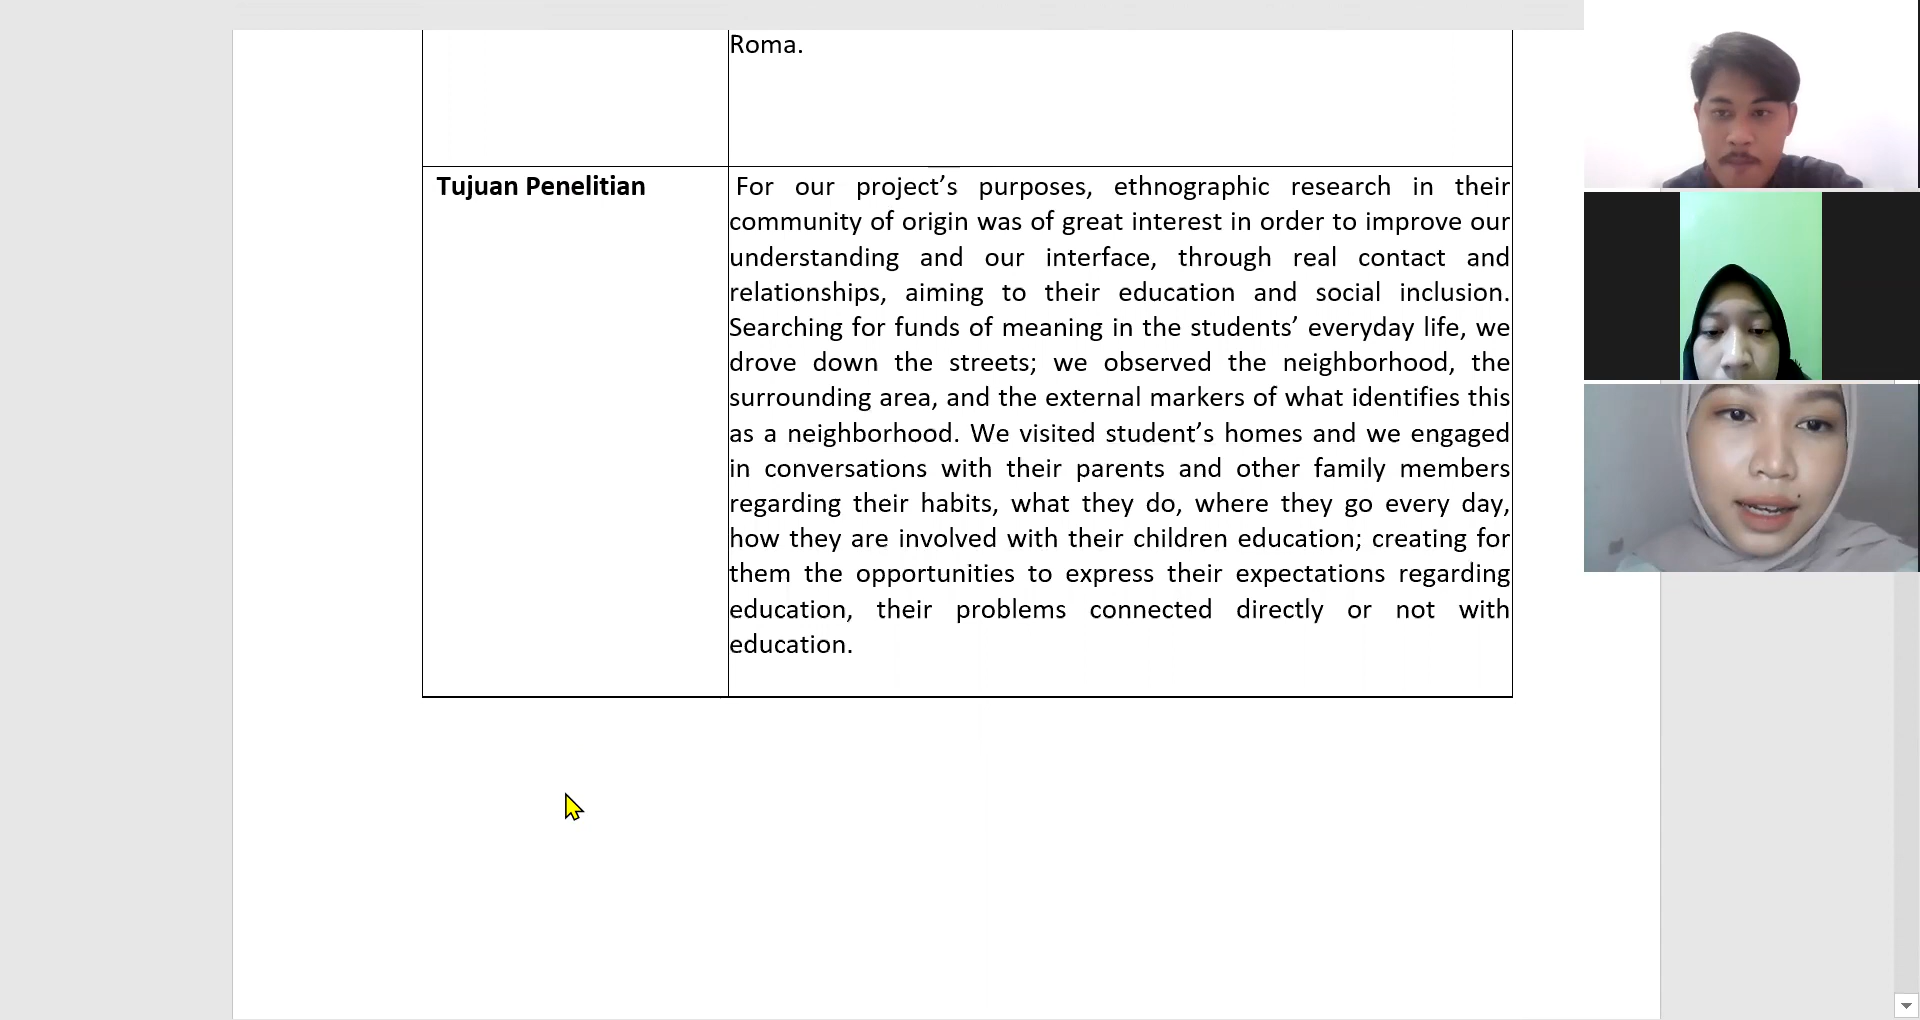 Roma.
Tujuan Penelitian
For our project’s purposes, ethnographic research in their
community of origin was of great interest in order to improve our
understanding and our interface, through real contact and
relationships, aiming to their education and social inclusion.
Searching for funds of meaning in the students’ everyday life, we
drove down the streets; we observed the neighborhood, the
surrounding area, and the external markers of what identifies this
as a neighborhood. We visited student’s homes and we engaged
in conversations with their parents and other family members
regarding their habits, what they do, where they go every day,
how they are involved with their children education; creating for
them the opportunities to express their expectations regarding
education, their problems connected directly or not with
education.